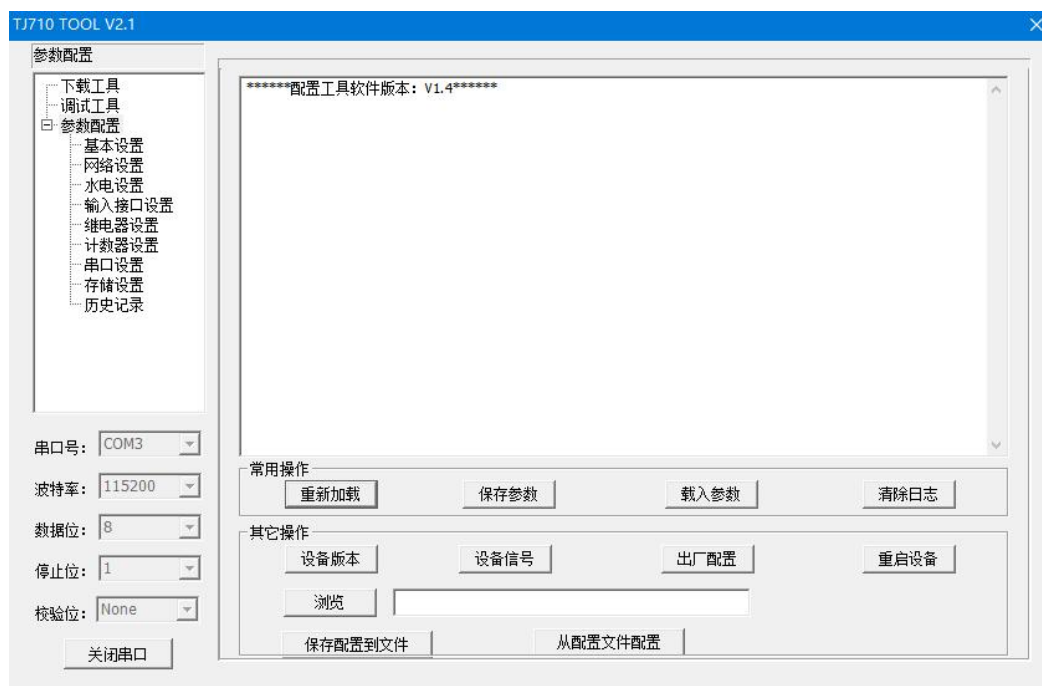 TJ710 TOOL V2.1
参数配置
下载工具
调试工具
参数配置
基本设置
网络设置
水电设置
输入接口设置
继电器设置
计数器设置
串口设置
存储设置
历史记录
******配置工具软件版本：V1.4******
串口号： COM3
波特率： 115200
数据位： 8
停止位： 1
校验位： None
关闭串口
常用操作
重新加载 保存参数 载入参数 清除日志
其它操作
设备版本 设备信号 出厂配置 重启设备
浏览
保存配置到文件 从配置文件配置